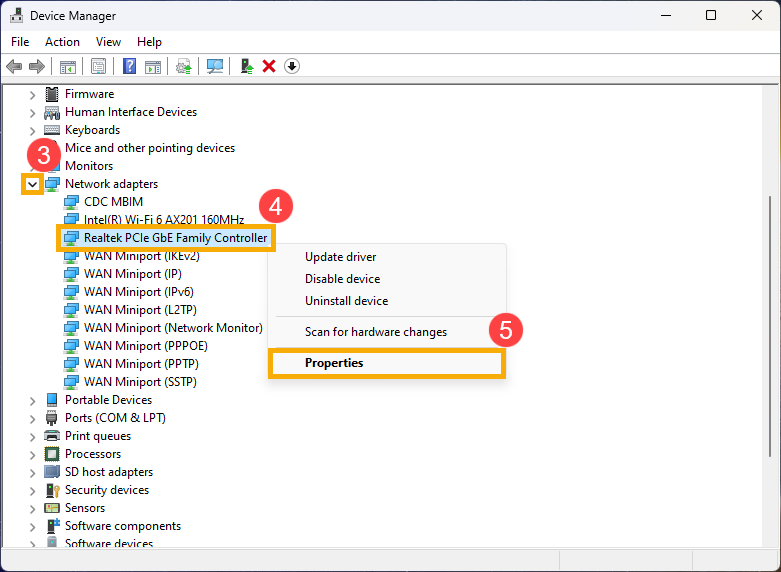 Device Manager
File Action View Help
Firmware
Human Interface Devices
Keyboards
Mice and other pointing devices
3
Monitors
Network adapters
CDC MBIM
4
Intel(R) Wi-Fi 6 AX201 160MHz
Realtek PCIe GbE Family Controller
WAN Miniport (IKEv2)
Update driver
WAN Miniport (IP)
Disable device
WAN Miniport (IPv6)
Uninstall device
WAN Miniport (L2TP)
WAN Miniport (Network Monitor)
Scan for hardware changes
5
WAN Miniport (PPPOE)
WAN Miniport (PPTP)
Properties
WAN Miniport (SSTP)
Portable Devices
Ports (COM & LPT)
Print queues
Processors
SD host adapters
Security devices
Sensors
Software components
Software devices